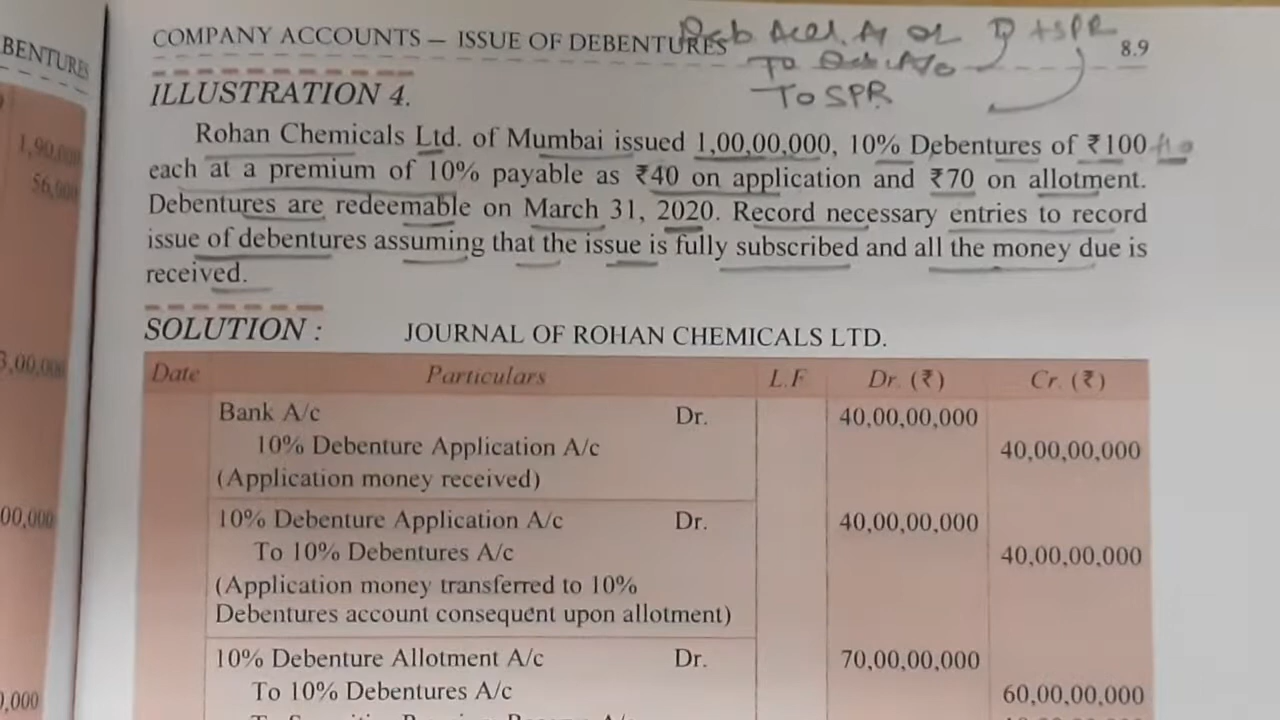 BENTURES
1,90,000
56,000
3,00,000
00,000
0,000
COMPANY ACCOUNTS — ISSUE OF DEBENTURES
8.9
To Deb A/c
To SPR
ILLUSTRATION 4.
Rohan Chemicals Ltd. of Mumbai issued 1,00,00,000, 10% Debentures of ₹100
each at a premium of 10% payable as ₹40 on application and ₹70 on allotment.
Debentures are redeemable on March 31, 2020. Record necessary entries to record
issue of debentures assuming that the issue is fully subscribed and all the money due is
received.
SOLUTION : JOURNAL OF ROHAN CHEMICALS LTD.
Date Particulars L.F Dr. (₹) Cr. (₹)
Bank A/c Dr. 40,00,00,000
10% Debenture Application A/c 40,00,00,000
(Application money received)
10% Debenture Application A/c Dr. 40,00,00,000
To 10% Debentures A/c 40,00,00,000
(Application money transferred to 10%
Debentures account consequent upon allotment)
10% Debenture Allotment A/c Dr. 70,00,00,000
To 10% Debentures A/c 60,00,00,000